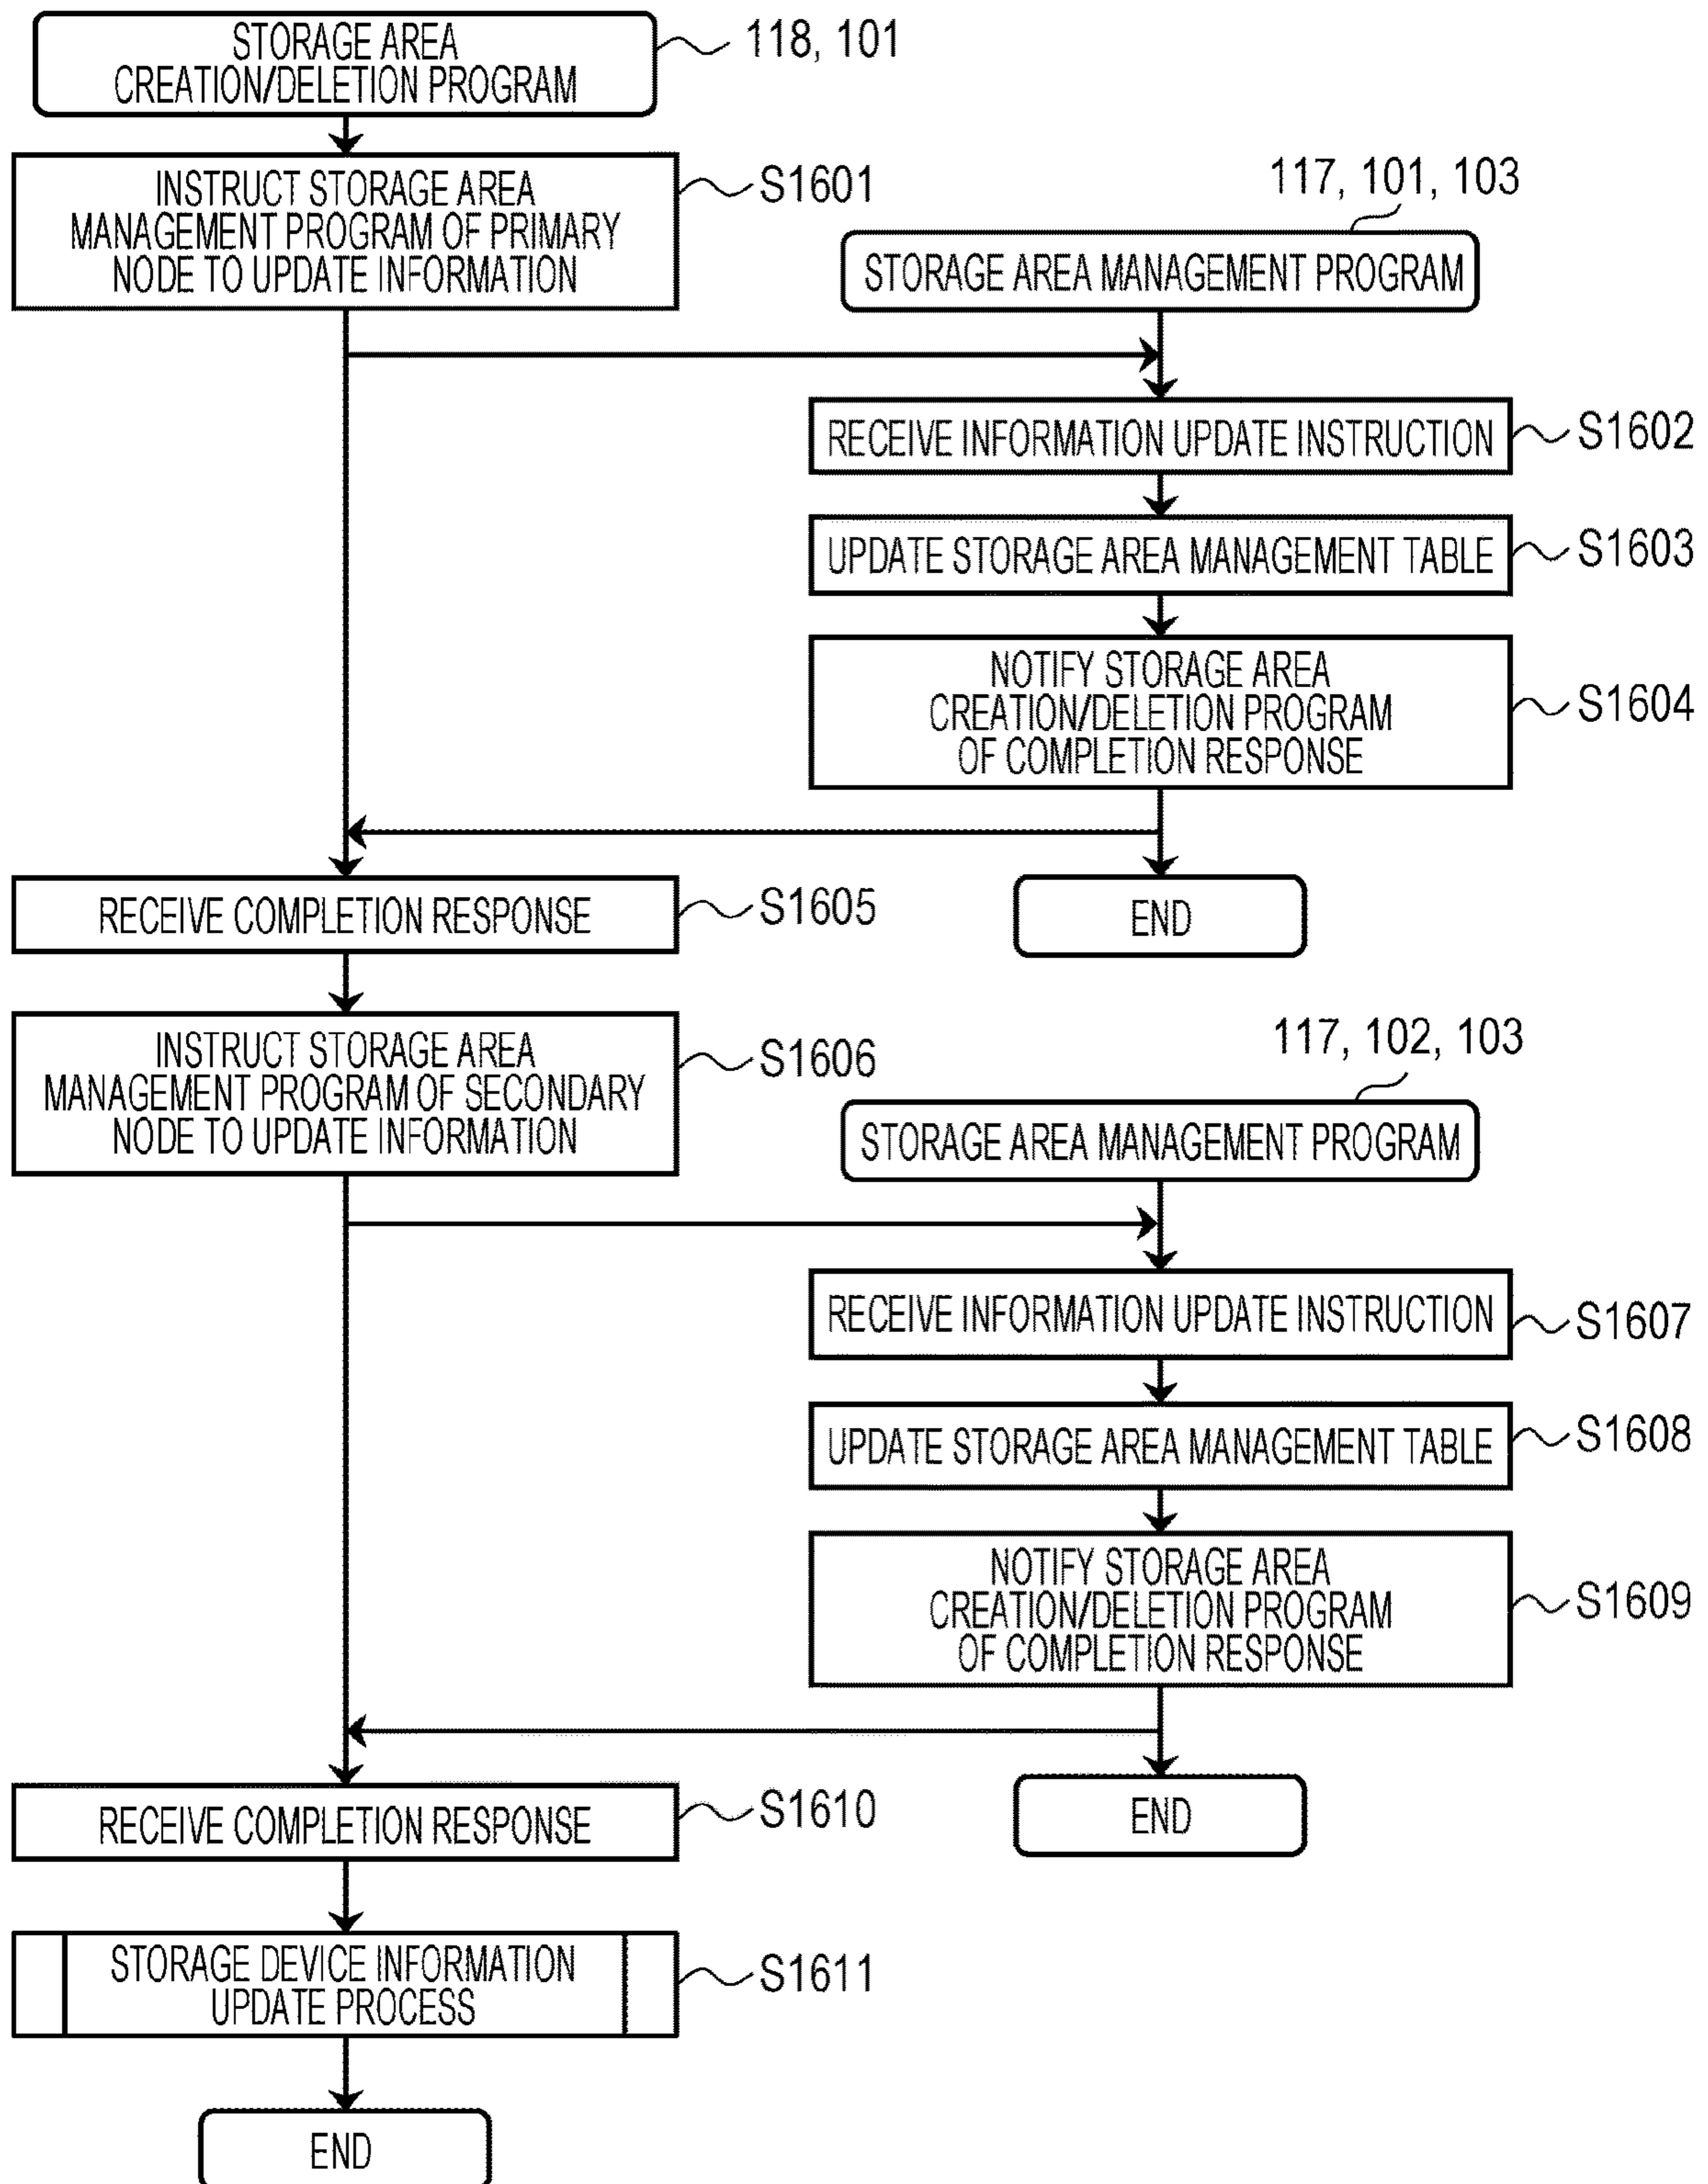 STORAGE AREA
CREATION/DELETION PROGRAM
118, 101
INSTRUCT STORAGE AREA
MANAGEMENT PROGRAM OF PRIMARY
NODE TO UPDATE INFORMATION
S1601
117, 101, 103
STORAGE AREA MANAGEMENT PROGRAM
RECEIVE INFORMATION UPDATE INSTRUCTION
S1602
UPDATE STORAGE AREA MANAGEMENT TABLE
S1603
NOTIFY STORAGE AREA
CREATION/DELETION PROGRAM
OF COMPLETION RESPONSE
S1604
RECEIVE COMPLETION RESPONSE
S1605
END
INSTRUCT STORAGE AREA
MANAGEMENT PROGRAM OF SECONDARY
NODE TO UPDATE INFORMATION
S1606
117, 102, 103
STORAGE AREA MANAGEMENT PROGRAM
RECEIVE INFORMATION UPDATE INSTRUCTION
S1607
UPDATE STORAGE AREA MANAGEMENT TABLE
S1608
NOTIFY STORAGE AREA
CREATION/DELETION PROGRAM
OF COMPLETION RESPONSE
S1609
RECEIVE COMPLETION RESPONSE
S1610
END
STORAGE DEVICE INFORMATION
UPDATE PROCESS
S1611
END